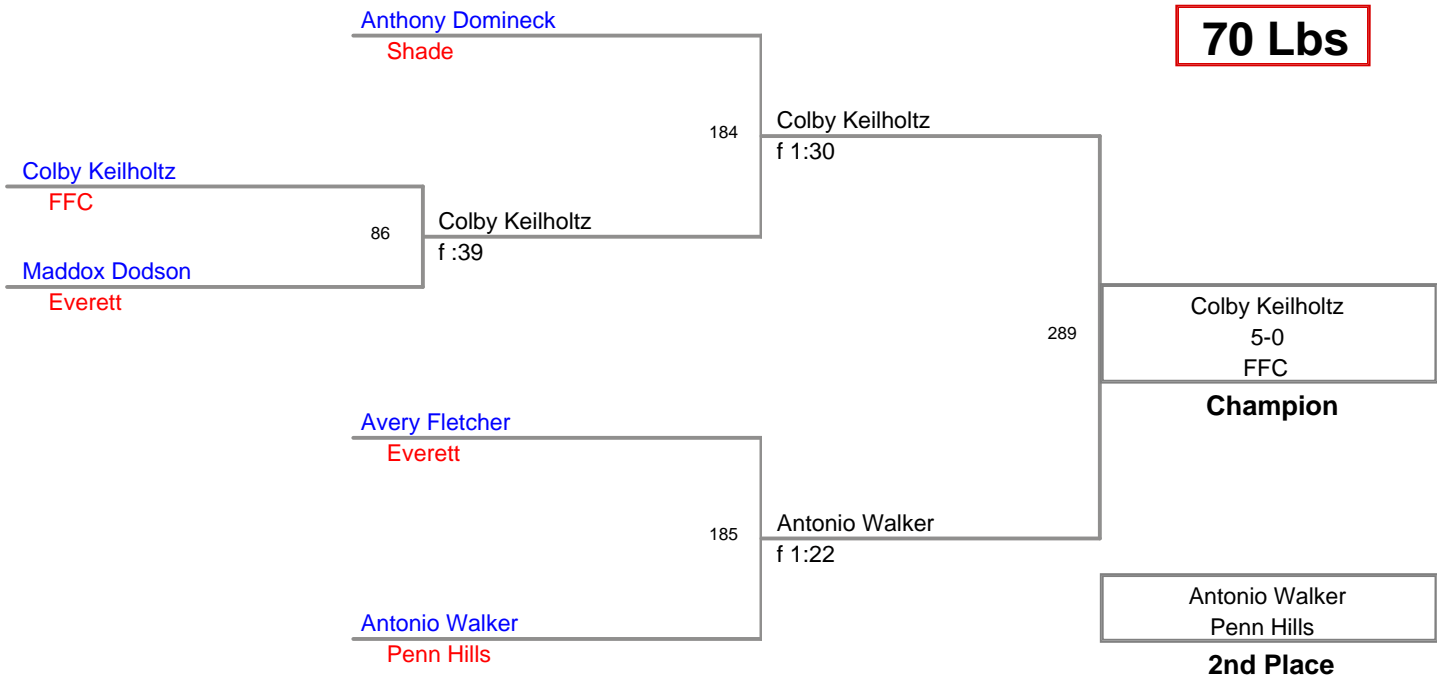 Anthony Domineck
Shade
70 Lbs
184
Colby Keilholtz
f 1:30
Colby Keilholtz
FFC
86
Colby Keilholtz
f :39
Maddox Dodson
Everett
289
Colby Keilholtz
5-0
FFC
Champion
Avery Fletcher
Everett
185
Antonio Walker
f 1:22
Antonio Walker
Penn Hills
Antonio Walker
Penn Hills
2nd Place